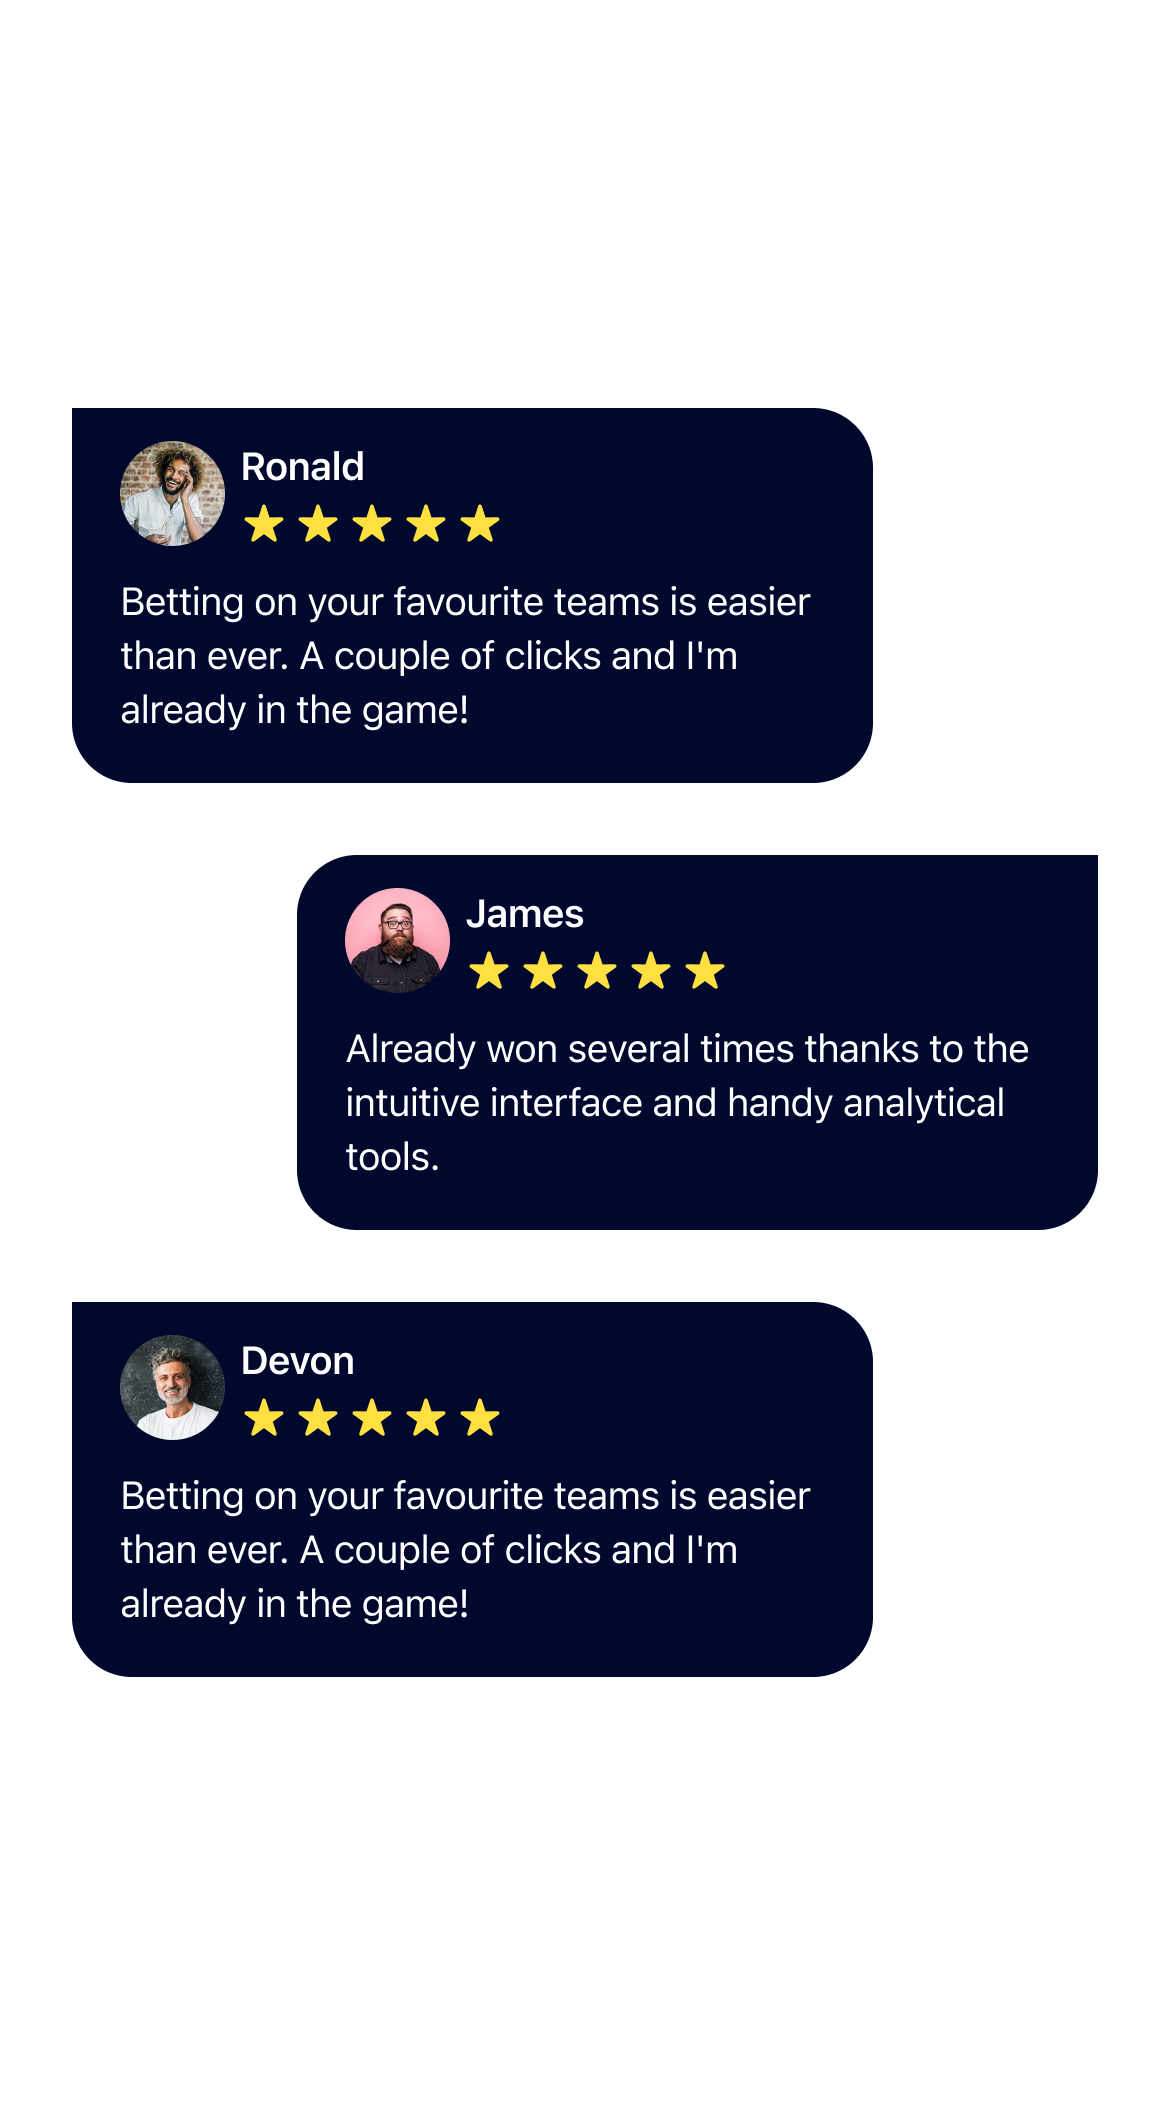 Ronald
Betting on your favourite teams is easier
than ever. A couple of clicks and I'm
already in the game!
James
Already won several times thanks to the
intuitive interface and handy analytical
tools.
Devon
Betting on your favourite teams is easier
than ever. A couple of clicks and I'm
already in the game!